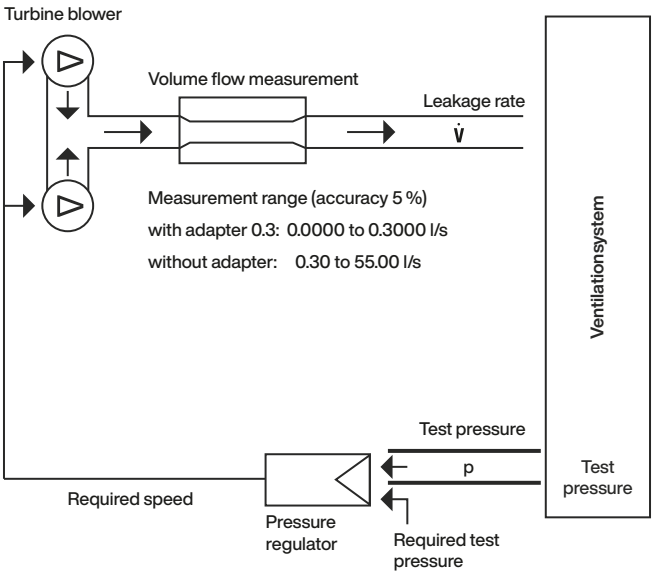 Turbine blower
Volume flow measurement
Leakage rate
V̇
Measurement range (accuracy 5 %)
with adapter 0.3: 0.0000 to 0.3000 l/s
without adapter: 0.30 to 55.00 l/s
Ventilationsystem
Test pressure
p
Test
pressure
Required speed
Pressure
regulator
Required test
pressure